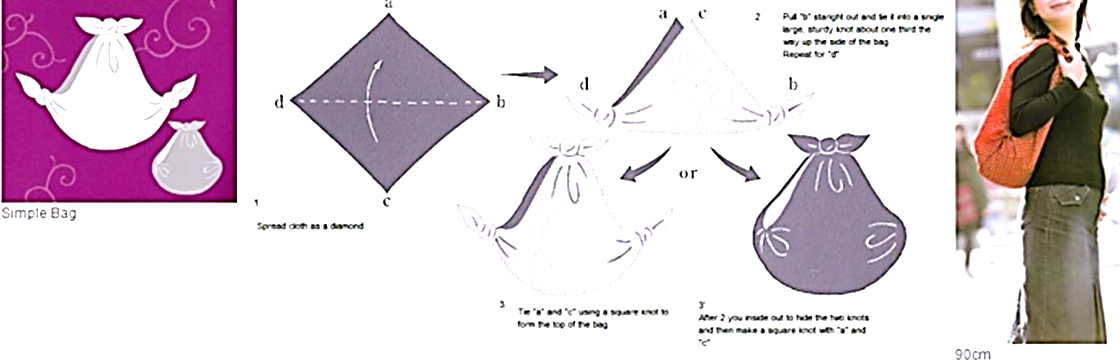 Simple Bag
a
d
b
c
1
Spread cloth as a diamond
a c
d
b
2
Pull "b" staright out and tie it into a single
large, sturdy knot about one third the
way up the side of the bag
Repeat for "d"
or
3
Tie "a" and "c" using a square knot to
form the top of the bag
3'
After 2 you inside out to hide the two knots
and then make a square knot with "a" and
"c"
90cm